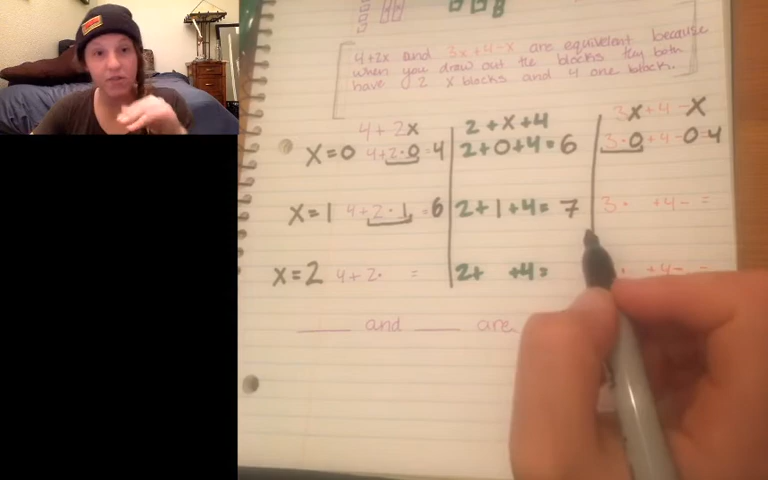 4+2x and 3x+4-x are equivalent because
when you draw out the blocks they both
have 2 x blocks and 4 one blocks.
4+2x 2+x+4 3x+4-x
x=0 4+2·0=4 2+0+4=6 3·0+4-0=4
x=1 4+2·1=6 2+1+4=7 3· +4- =
x=2 4+2· = 2+ +4= · +4- =
____ and ____ are